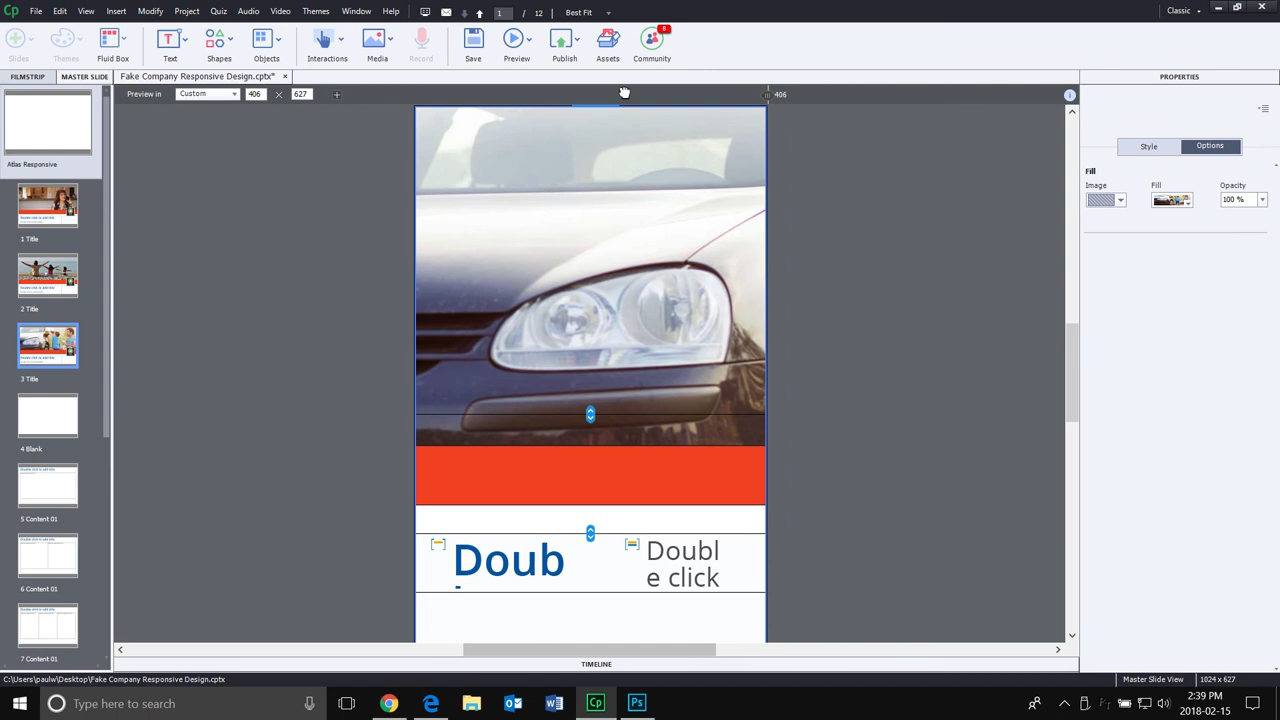 Cp File Edit View Insert Modify Project Quiz Audio Themes Window Help 1 / 12 Best Fit Classic
8
Slides Themes Fluid Box Text Shapes Objects Interactions Media Record Save Preview Publish Assets Community
FILMSTRIP MASTER SLIDE Fake Company Responsive Design.cptx* × PROPERTIES
Preview in Custom 406 627 406
Atlas Responsive
Style Options
Fill
Image Fill Opacity
100 %
1 Title
2 Title
3 Title
4 Blank
5 Content 01
6 Content 01
7 Content 01
Doub
Doubl
e click
TIMELINE
C:\Users\paulw\Desktop\Fake Company Responsive Design.cptx Master Slide View 1024 x 627
Type here to search
Cp Ps
2:39 PM
2018-02-15